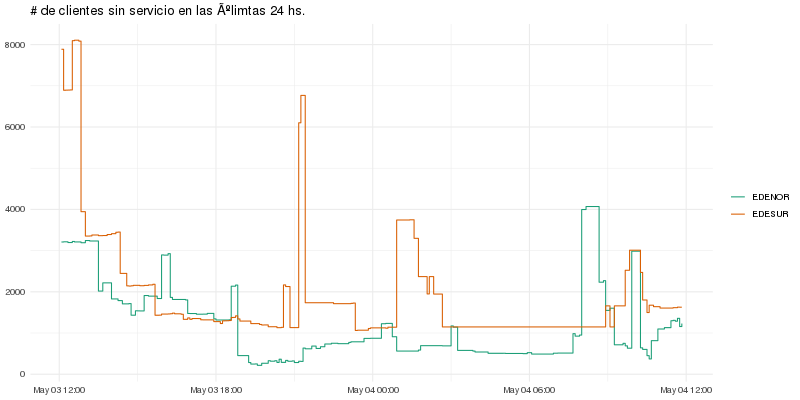 # de clientes sin servicio en las Ãºlimtas 24 hs.
8000
6000
4000
2000
0
May 03 12:00
May 03 18:00
May 04 00:00
May 04 06:00
May 04 12:00
EDENOR
EDESUR